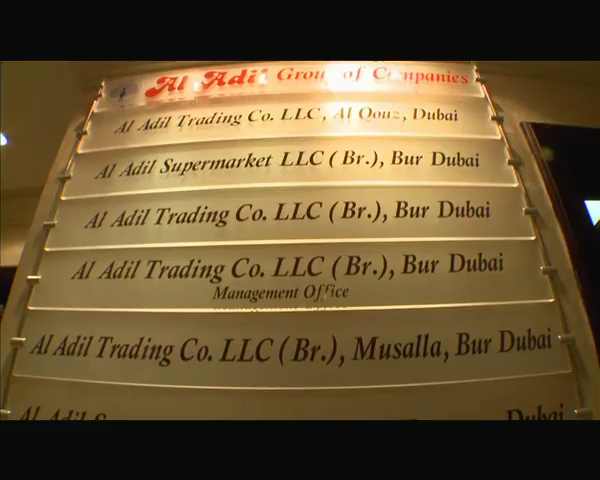 Al Adil Group of Companies
Al Adil Trading Co. LLC, Al Qouz, Dubai
Al Adil Supermarket LLC (Br.), Bur Dubai
Al Adil Trading Co. LLC (Br.), Bur Dubai
Al Adil Trading Co. LLC (Br.), Bur Dubai
Management Office
Al Adil Trading Co. LLC (Br.), Musalla, Bur Dubai
Al Adil Dubai